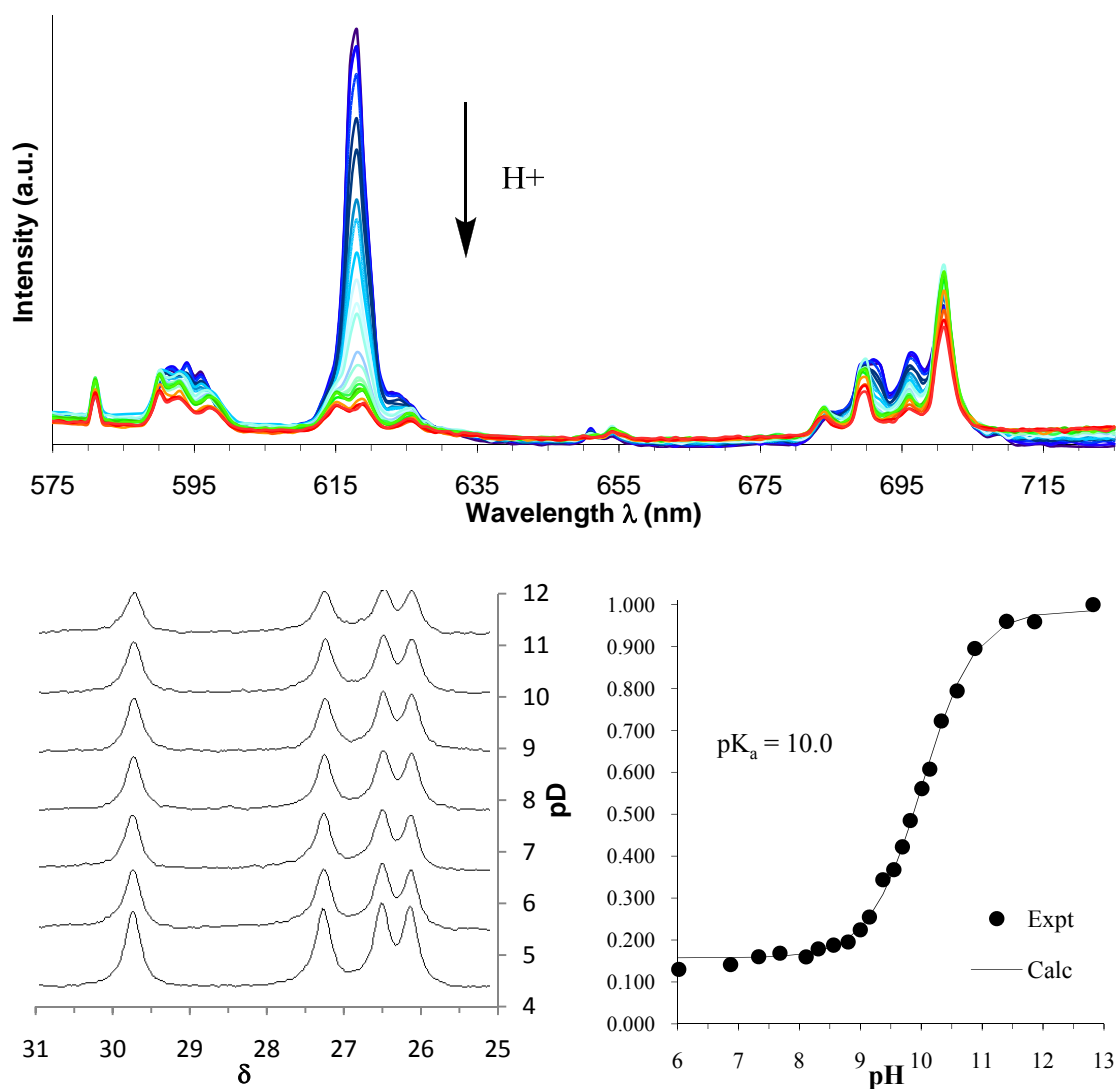 Intensity (a.u.)
H+
575 595 615 635 655 675 695 715
Wavelength λ (nm)
12
11
10
9
8
7
6
5
4
pD
31 30 29 28 27 26 25
δ
1.000
0.900
0.800
0.700
0.600
0.500
0.400
0.300
0.200
0.100
0.000
pKa = 10.0
Expt
Calc
6 7 8 9 10 11 12 13
pH